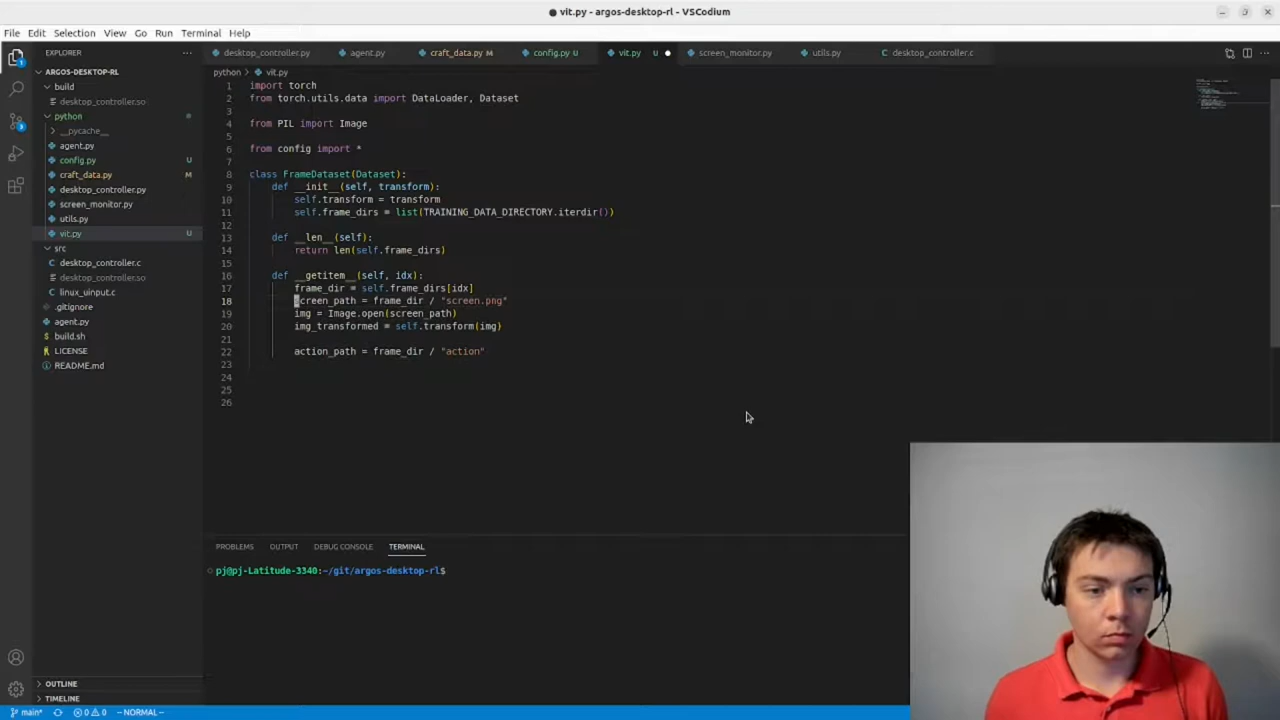 ● vit.py - argos-desktop-rl - VSCodium
File Edit Selection View Go Run Terminal Help
EXPLORER
desktop_controller.py agent.py craft_data.py M config.py U vit.py U screen_monitor.py utils.py desktop_controller.c
ARGOS-DESKTOP-RL
build
desktop_controller.so
python
__pycache__
agent.py
config.py U
craft_data.py M
desktop_controller.py
screen_monitor.py
utils.py
vit.py U
src
desktop_controller.c
desktop_controller.so
linux_uinput.c
.gitignore
agent.py
build.sh
LICENSE
README.md
OUTLINE
TIMELINE
python > vit.py
1 import torch
2 from torch.utils.data import DataLoader, Dataset
3
4 from PIL import Image
5
6 from config import *
7
8 class FrameDataset(Dataset):
9 def __init__(self, transform):
10 self.transform = transform
11 self.frame_dirs = list(TRAINING_DATA_DIRECTORY.iterdir())
12
13 def __len__(self):
14 return len(self.frame_dirs)
15
16 def __getitem__(self, idx):
17 frame_dir = self.frame_dirs[idx]
18 screen_path = frame_dir / "screen.png"
19 img = Image.open(screen_path)
20 img_transformed = self.transform(img)
21
22 action_path = frame_dir / "action"
23
24
25
26
PROBLEMS OUTPUT DEBUG CONSOLE TERMINAL
pj@pj-Latitude-3340:~/git/argos-desktop-rl$
main* 0 0 -- NORMAL --